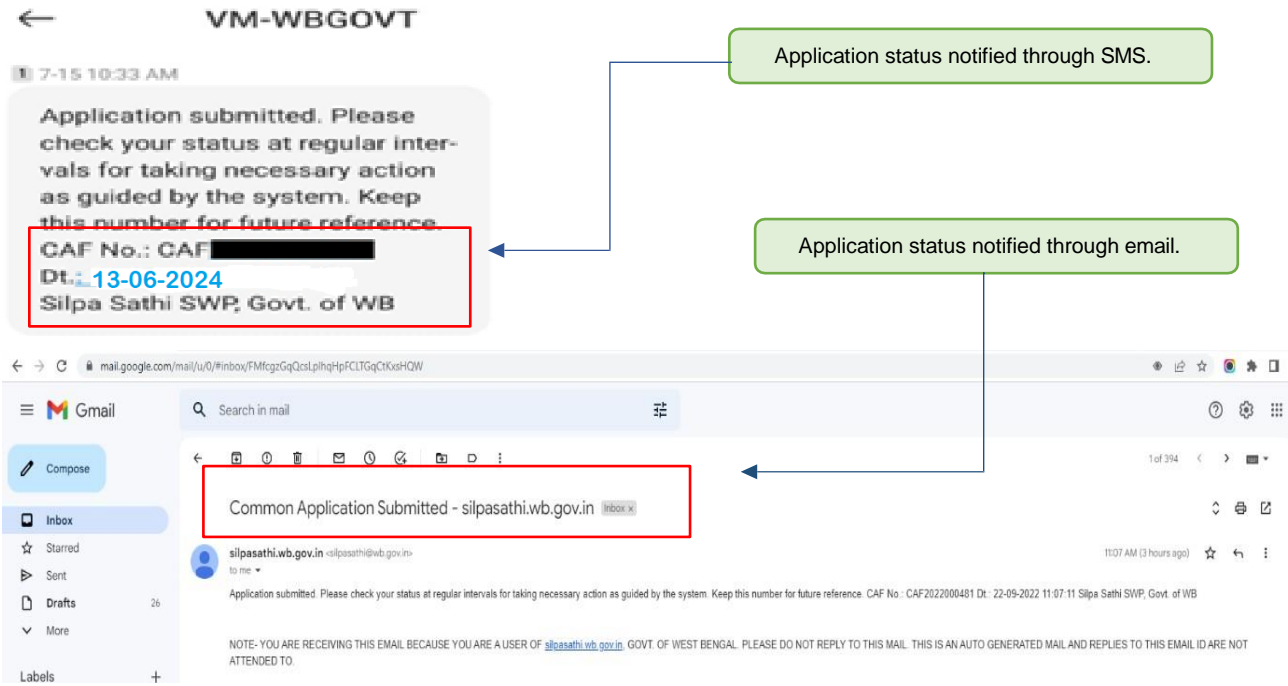 VM-WBGOVT
Application status notified through SMS.
1 7-15 10:33 AM
Application submitted. Please
check your status at regular inter-
vals for taking necessary action
as guided by the system. Keep
this number for future reference.
CAF No.: CAF
Dt.: 13-06-2024
Silpa Sathi SWP, Govt. of WB
Application status notified through email.
mail.google.com/mail/u/0/#inbox/FMfcgzGqQcsLplhqHpFCLTGqCtKxsHQW
Gmail
Search in mail
Compose
1 of 394
Common Application Submitted - silpasathi.wb.gov.in Inbox x
Inbox
Starred
Sent
Drafts 26
More
Labels +
silpasathi.wb.gov.in <silpasathi@wb.gov.in>
11:07 AM (3 hours ago)
to me
Application submitted. Please check your status at regular intervals for taking necessary action as guided by the system. Keep this number for future reference. CAF No.: CAF2022000481 Dt.: 22-09-2022 11:07:11 Silpa Sathi SWP, Govt. of WB
NOTE- YOU ARE RECEIVING THIS EMAIL BECAUSE YOU ARE A USER OF silpasathi.wb.gov.in, GOVT. OF WEST BENGAL. PLEASE DO NOT REPLY TO THIS MAIL. THIS IS AN AUTO GENERATED MAIL AND REPLIES TO THIS EMAIL ID ARE NOT
ATTENDED TO.